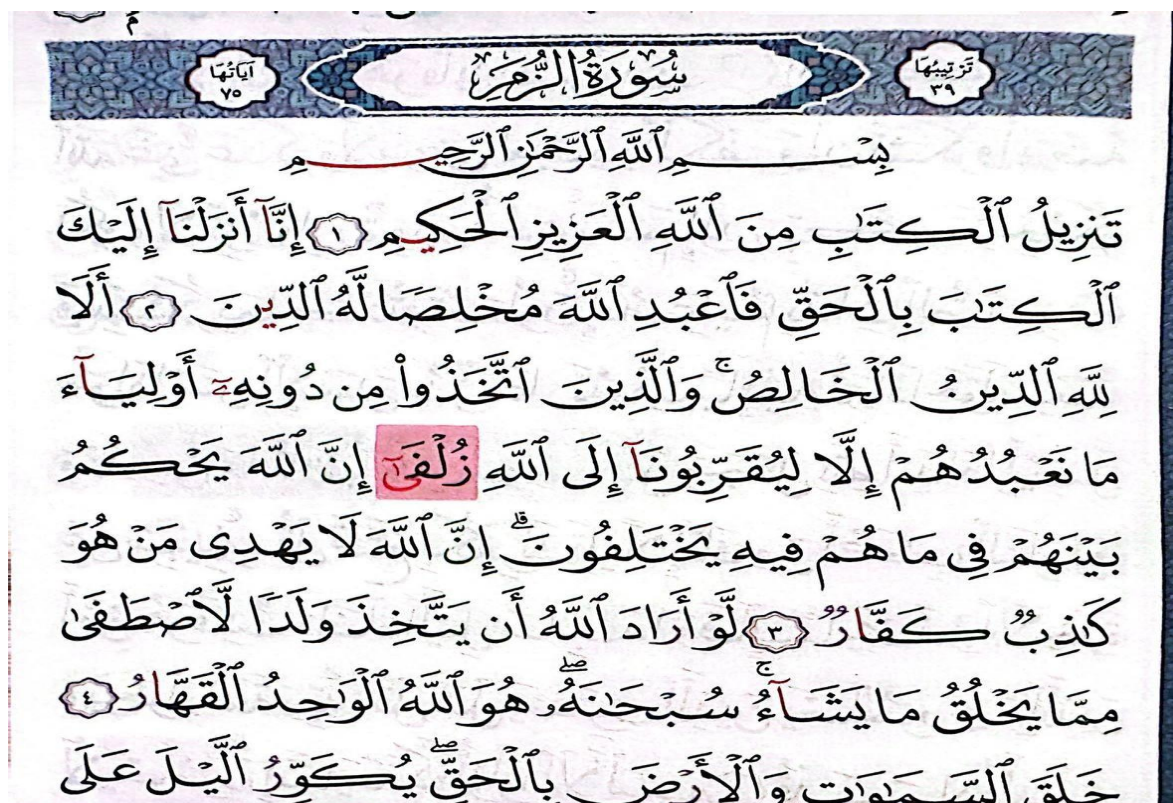 تَرْتِيبُهَا ٣٩ سُورَةُ الزُّمَرِ آيَاتُهَا ٧٥
بِسْمِ ٱللَّهِ ٱلرَّحْمَٰنِ ٱلرَّحِيمِ
تَنزِيلُ ٱلْكِتَٰبِ مِنَ ٱللَّهِ ٱلْعَزِيزِ ٱلْحَكِيمِ ١ إِنَّآ أَنزَلْنَآ إِلَيْكَ
ٱلْكِتَٰبَ بِٱلْحَقِّ فَٱعْبُدِ ٱللَّهَ مُخْلِصًا لَّهُ ٱلدِّينَ ٢ أَلَا
لِلَّهِ ٱلدِّينُ ٱلْخَالِصُ ۚ وَٱلَّذِينَ ٱتَّخَذُوا۟ مِن دُونِهِۦٓ أَوْلِيَآءَ
مَا نَعْبُدُهُمْ إِلَّا لِيُقَرِّبُونَآ إِلَى ٱللَّهِ زُلْفَىٰٓ إِنَّ ٱللَّهَ يَحْكُمُ
بَيْنَهُمْ فِى مَا هُمْ فِيهِ يَخْتَلِفُونَ ۗ إِنَّ ٱللَّهَ لَا يَهْدِى مَنْ هُوَ
كَٰذِبٌ كَفَّارٌ ٣ لَّوْ أَرَادَ ٱللَّهُ أَن يَتَّخِذَ وَلَدًا لَّٱصْطَفَىٰ
مِمَّا يَخْلُقُ مَا يَشَآءُ ۚ سُبْحَٰنَهُۥ ۖ هُوَ ٱللَّهُ ٱلْوَٰحِدُ ٱلْقَهَّارُ ٤
خَلَقَ ٱلسَّمَٰوَٰتِ وَٱلْأَرْضَ بِٱلْحَقِّ ۖ يُكَوِّرُ ٱلَّيْلَ عَلَى